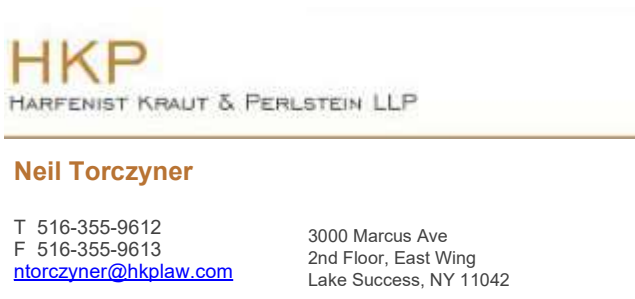 HKP
HARFENIST KRAUT & PERLSTEIN LLP
Neil Torczyner
T 516-355-9612
F 516-355-9613
ntorczyner@hkplaw.com
3000 Marcus Ave
2nd Floor, East Wing
Lake Success, NY 11042